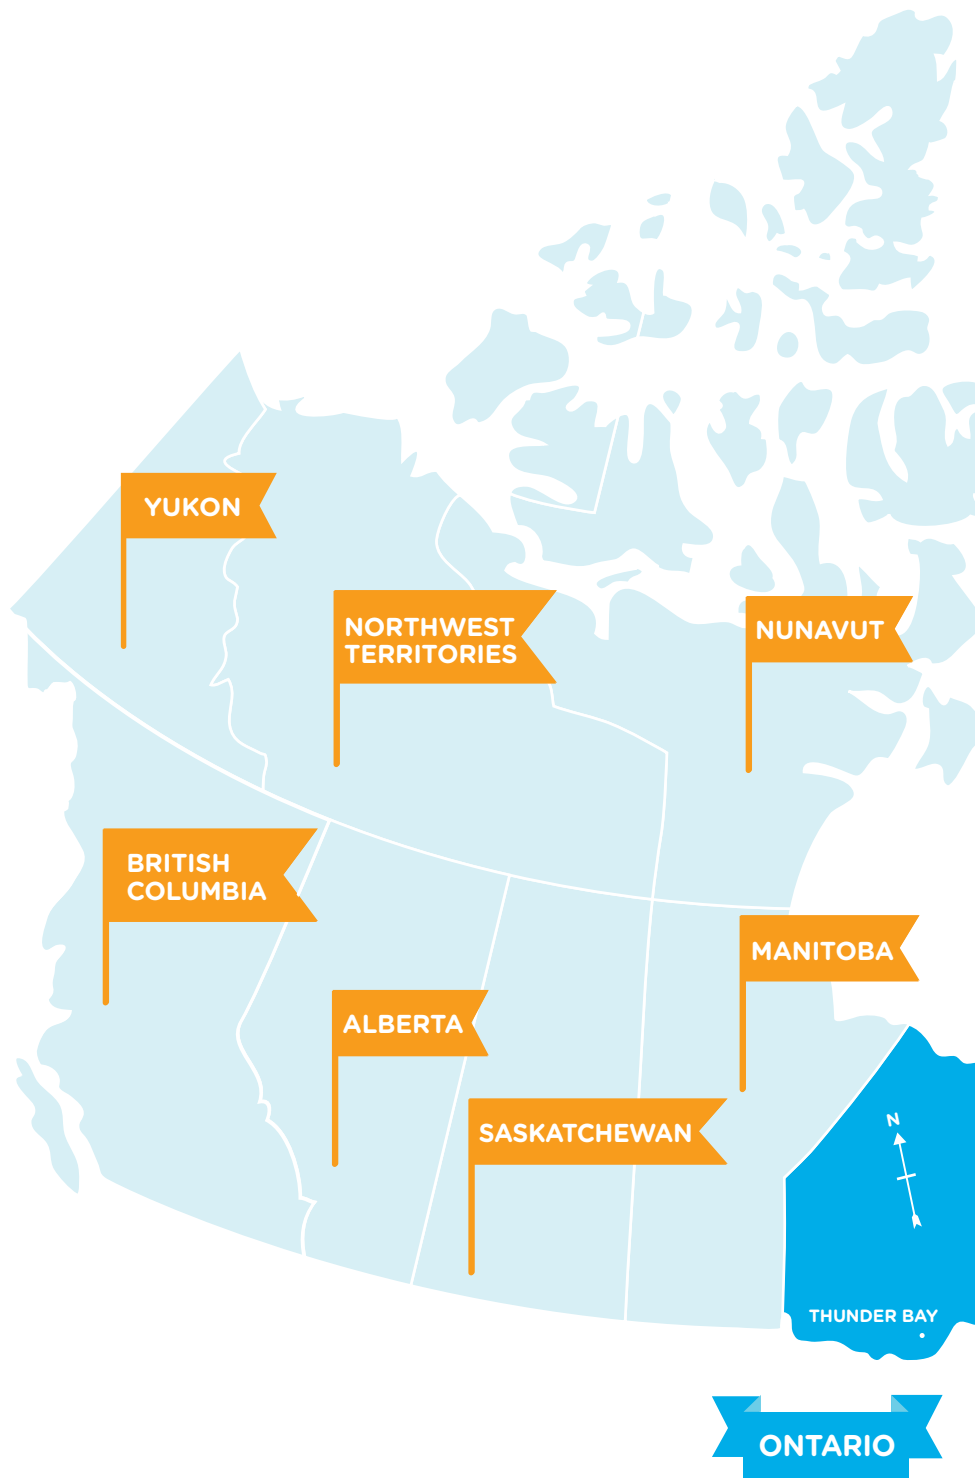 YUKON
NORTHWEST
TERRITORIES
NUNAVUT
BRITISH
COLUMBIA
MANITOBA
ALBERTA
SASKATCHEWAN
N
THUNDER BAY
ONTARIO